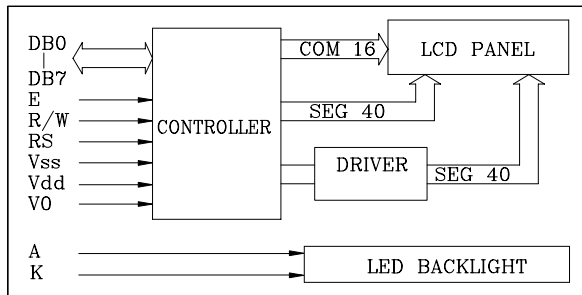 DB0
DB7
E
R/W
RS
Vss
Vdd
V0
CONTROLLER
COM 16
LCD PANEL
SEG 40
DRIVER
SEG 40
A
K
LED BACKLIGHT